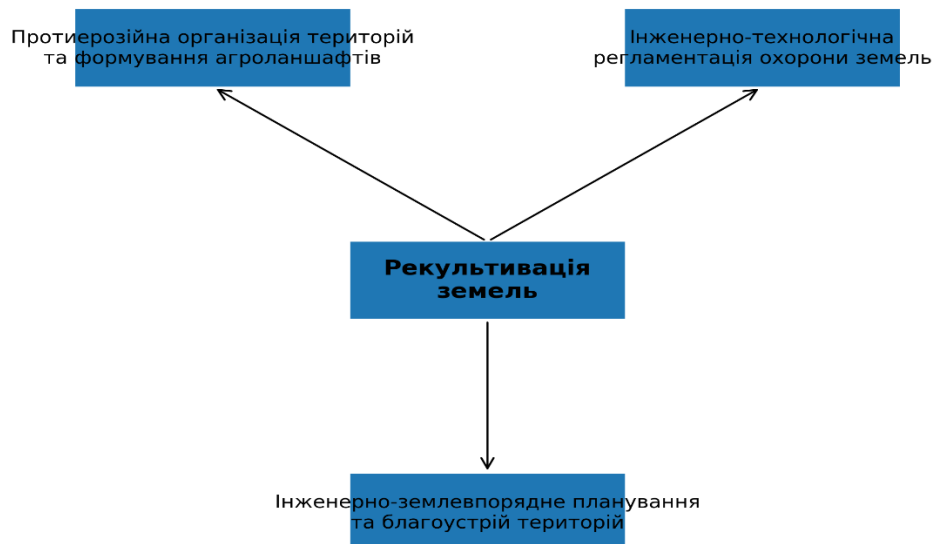 Протиерозійна організація територій
та формування агроланшафтів
Інженерно-технологічна
регламентація охорони земель
Рекультивація
земель
Інженерно-землевпорядне планування
та благоустрій територій